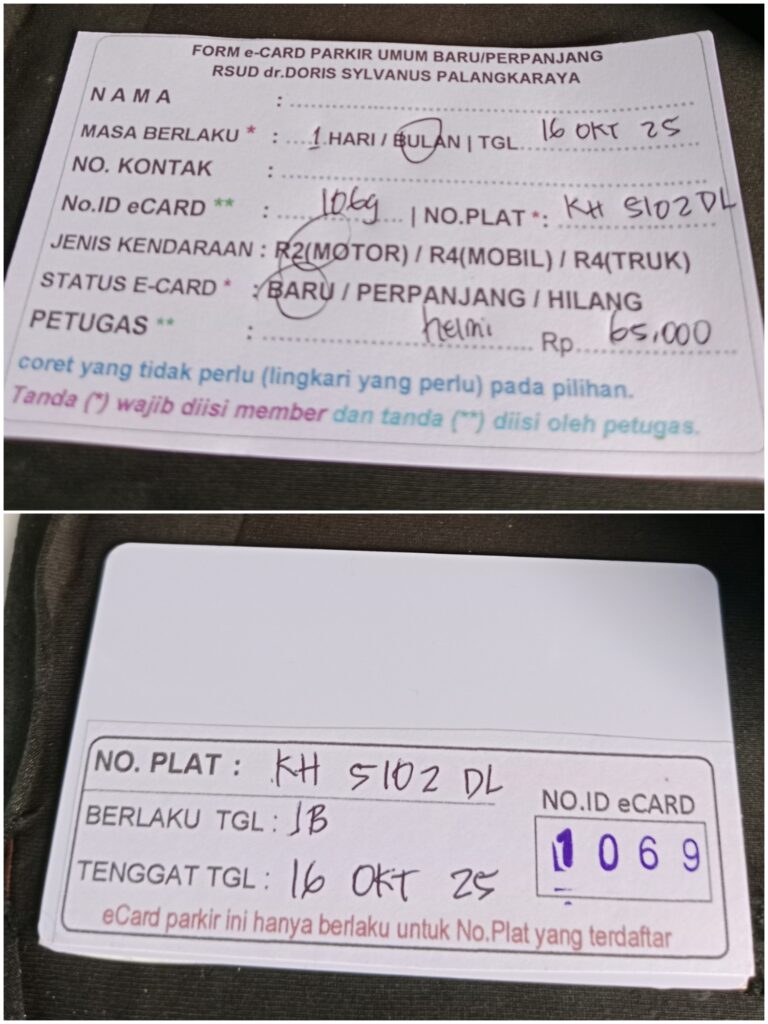 FORM e-CARD PARKIR UMUM BARU/PERPANJANG
RSUD dr.DORIS SYLVANUS PALANGKARAYA
N A M A :
MASA BERLAKU * : 1 HARI / BULAN | TGL 16 OKT 25
NO. KONTAK :
No.ID eCARD ** : 1069 | NO.PLAT *: KH 5102 DL
JENIS KENDARAAN : R2(MOTOR) / R4(MOBIL) / R4(TRUK)
STATUS E-CARD * : BARU / PERPANJANG / HILANG
PETUGAS ** : helmi Rp. 65.000
coret yang tidak perlu (lingkari yang perlu) pada pilihan.
Tanda (*) wajib diisi member dan tanda (**) diisi oleh petugas.
NO. PLAT : KH 5102 DL
NO.ID eCARD
BERLAKU TGL : 1B
1069
TENGGAT TGL : 16 OKT 25
eCard parkir ini hanya berlaku untuk No.Plat yang terdaftar